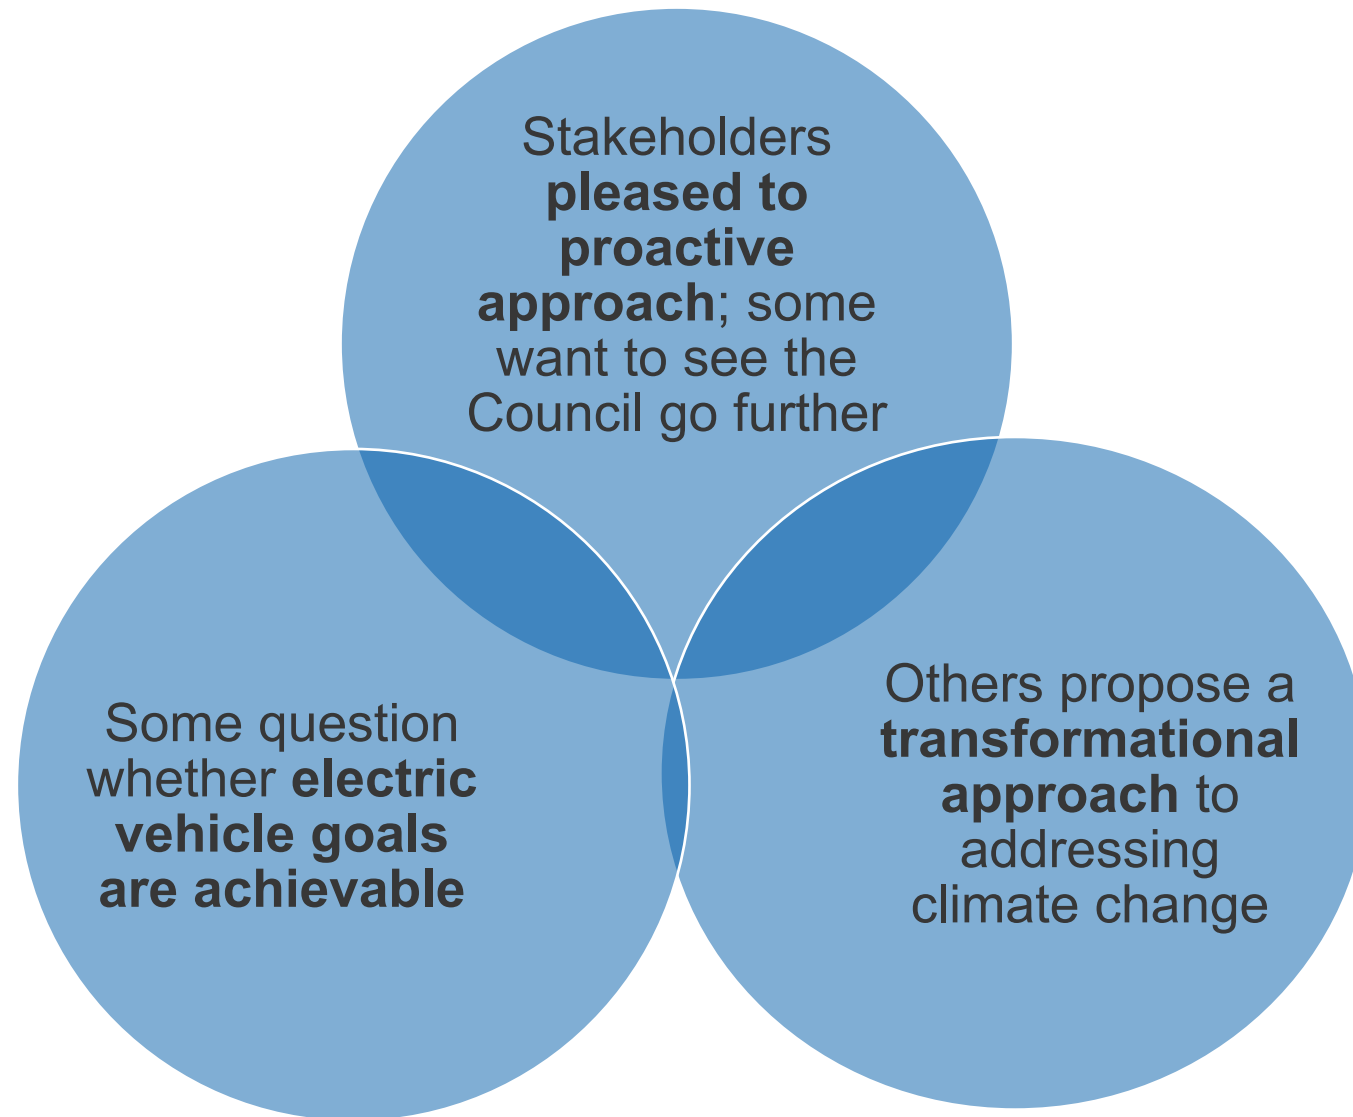 Stakeholders
pleased to
proactive
approach; some
want to see the
Council go further
Some question
whether electric
vehicle goals
are achievable
Others propose a
transformational
approach to
addressing
climate change